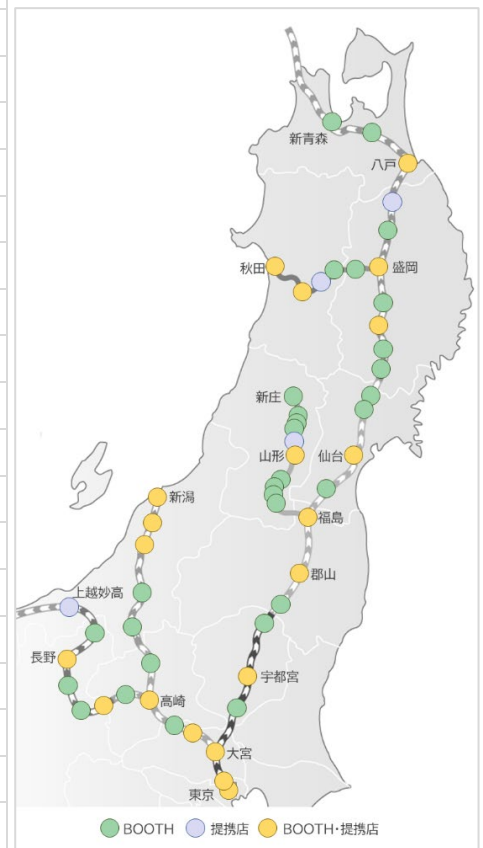 新青森
八戸
秋田
盛岡
新庄
山形
仙台
新潟
福島
郡山
上越妙高
長野
宇都宮
高崎
大宮
東京
BOOTH 提携店 BOOTH・提携店